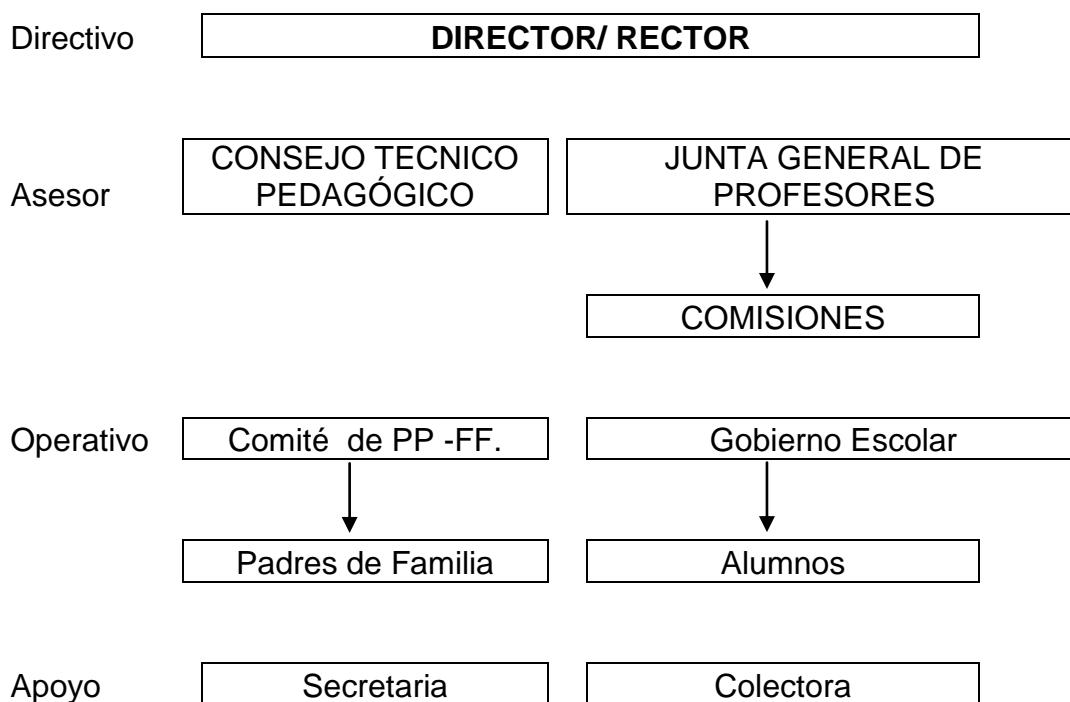 Directivo DIRECTOR/ RECTOR
CONSEJO TECNICO JUNTA GENERAL DE
Asesor PEDAGÓGICO PROFESORES
COMISIONES
Operativo Comité de PP -FF. Gobierno Escolar
Padres de Familia Alumnos
Apoyo Secretaria Colectora